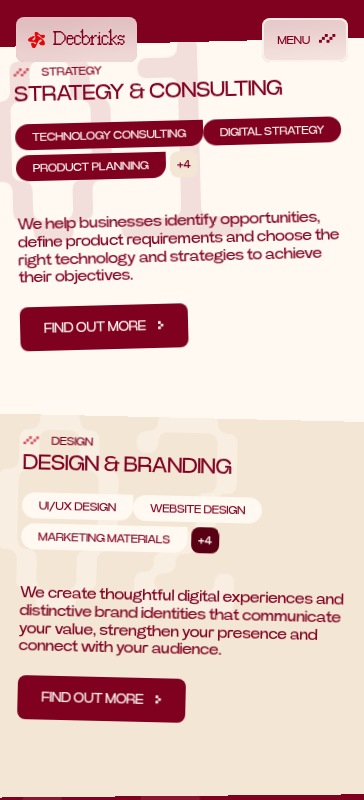 Decbricks
MENU
STRATEGY
STRATEGY & CONSULTING
TECHNOLOGY CONSULTING
DIGITAL STRATEGY
PRODUCT PLANNING
+4
We help businesses identify opportunities,
define product requirements and choose the
right technology and strategies to achieve
their objectives.
FIND OUT MORE
DESIGN
DESIGN & BRANDING
UI/UX DESIGN
WEBSITE DESIGN
MARKETING MATERIALS
+4
We create thoughtful digital experiences and
distinctive brand identities that communicate
your value, strengthen your presence and
connect with your audience.
FIND OUT MORE